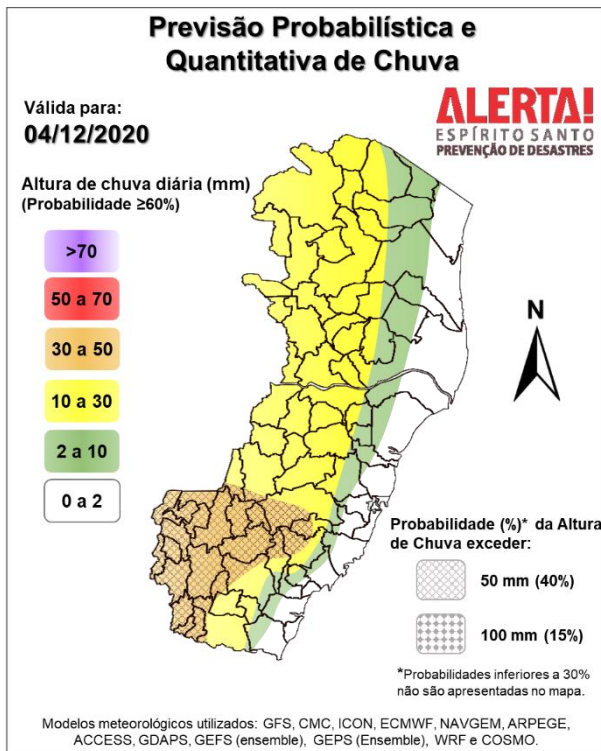 Previsão Probabilística e
Quantitativa de Chuva
Válida para:
04/12/2020
ALERTA!
ESPÍRITO SANTO
PREVENÇÃO DE DESASTRES
Altura de chuva diária (mm)
(Probabilidade ≥60%)
>70
50 a 70
30 a 50
10 a 30
2 a 10
0 a 2
N
Probabilidade (%)* da Altura
de Chuva exceder:
50 mm (40%)
100 mm (15%)
*Probabilidades inferiores a 30%
não são apresentadas no mapa.
Modelos meteorológicos utilizados: GFS, CMC, ICON, ECMWF, NAVGEM, ARPEGE,
ACCESS, GDAPS, GEFS (ensemble), GEPS (Ensemble), WRF e COSMO.